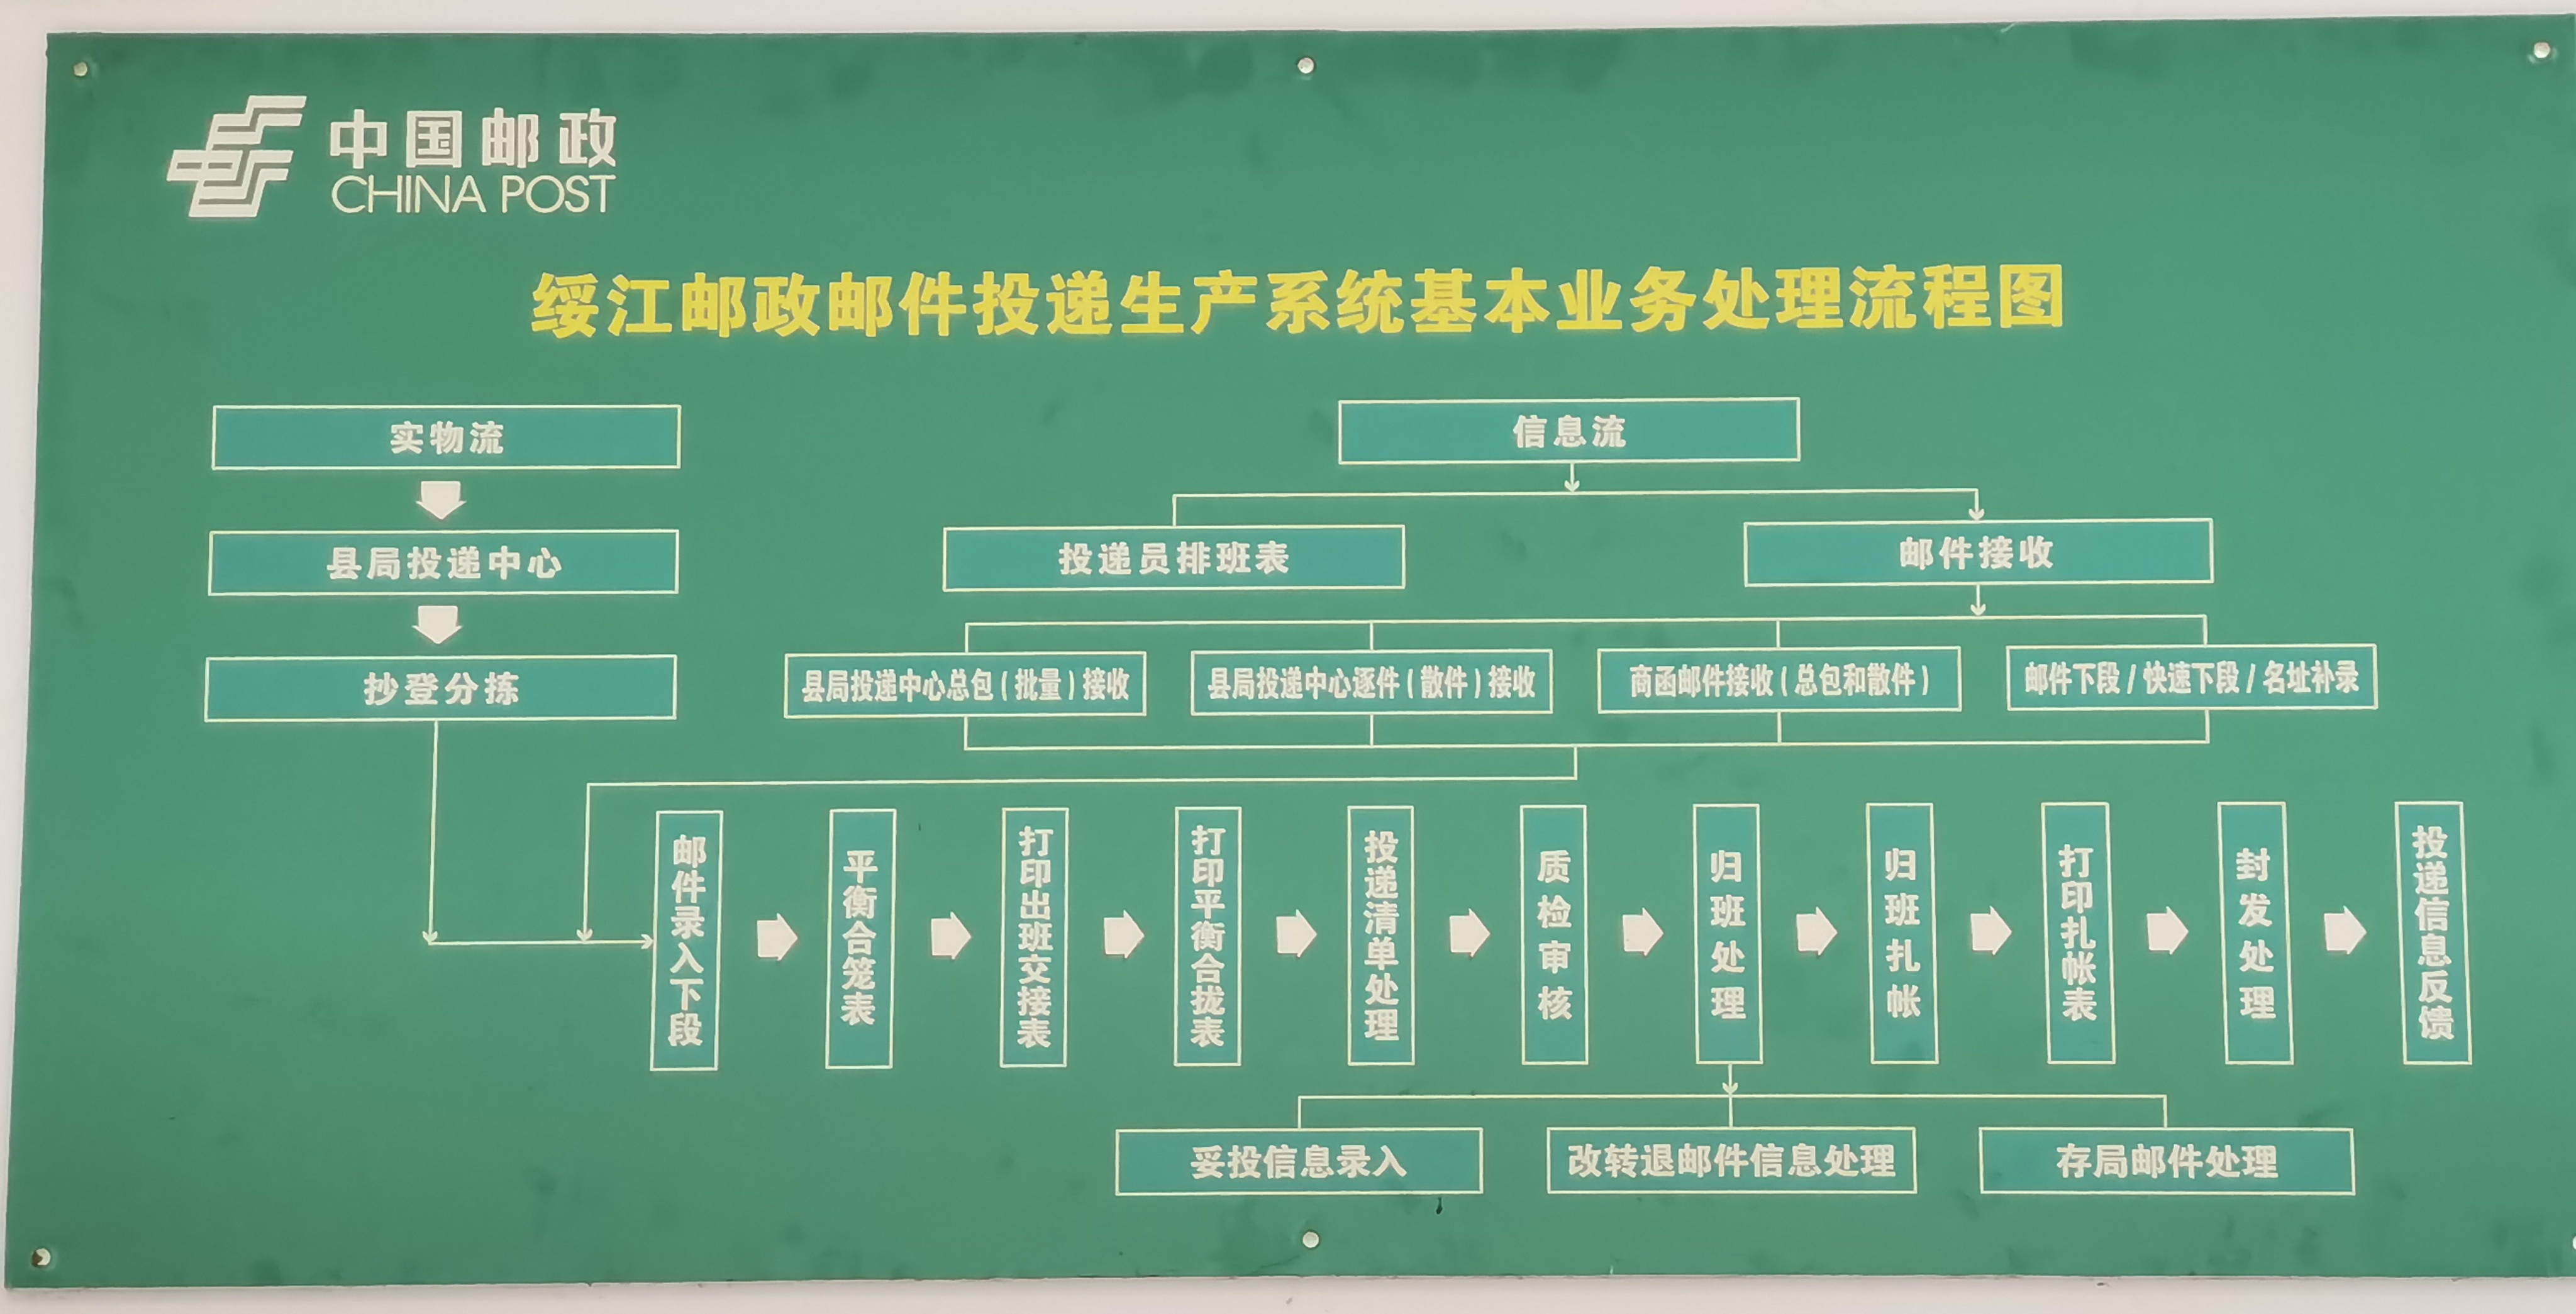 中国邮政
CHINA POST
绥江邮政邮件投递生产系统基本业务处理流程图
实物流
信息流
县局投递中心
投递员排班表
邮件接收
抄登分拣
县局投递中心总包(批量)接收
县局投递中心逐件(散件)接收
商函邮件接收(总包和散件)
邮件下段/快速下段/名址补录
邮件录入下段
平衡合笼表
打印出班交接表
打印平衡合拢表
投递清单处理
质检审核
归班处理
归班扎帐
打印扎帐表
封发处理
投递信息反馈
妥投信息录入
改转退邮件信息处理
存局邮件处理